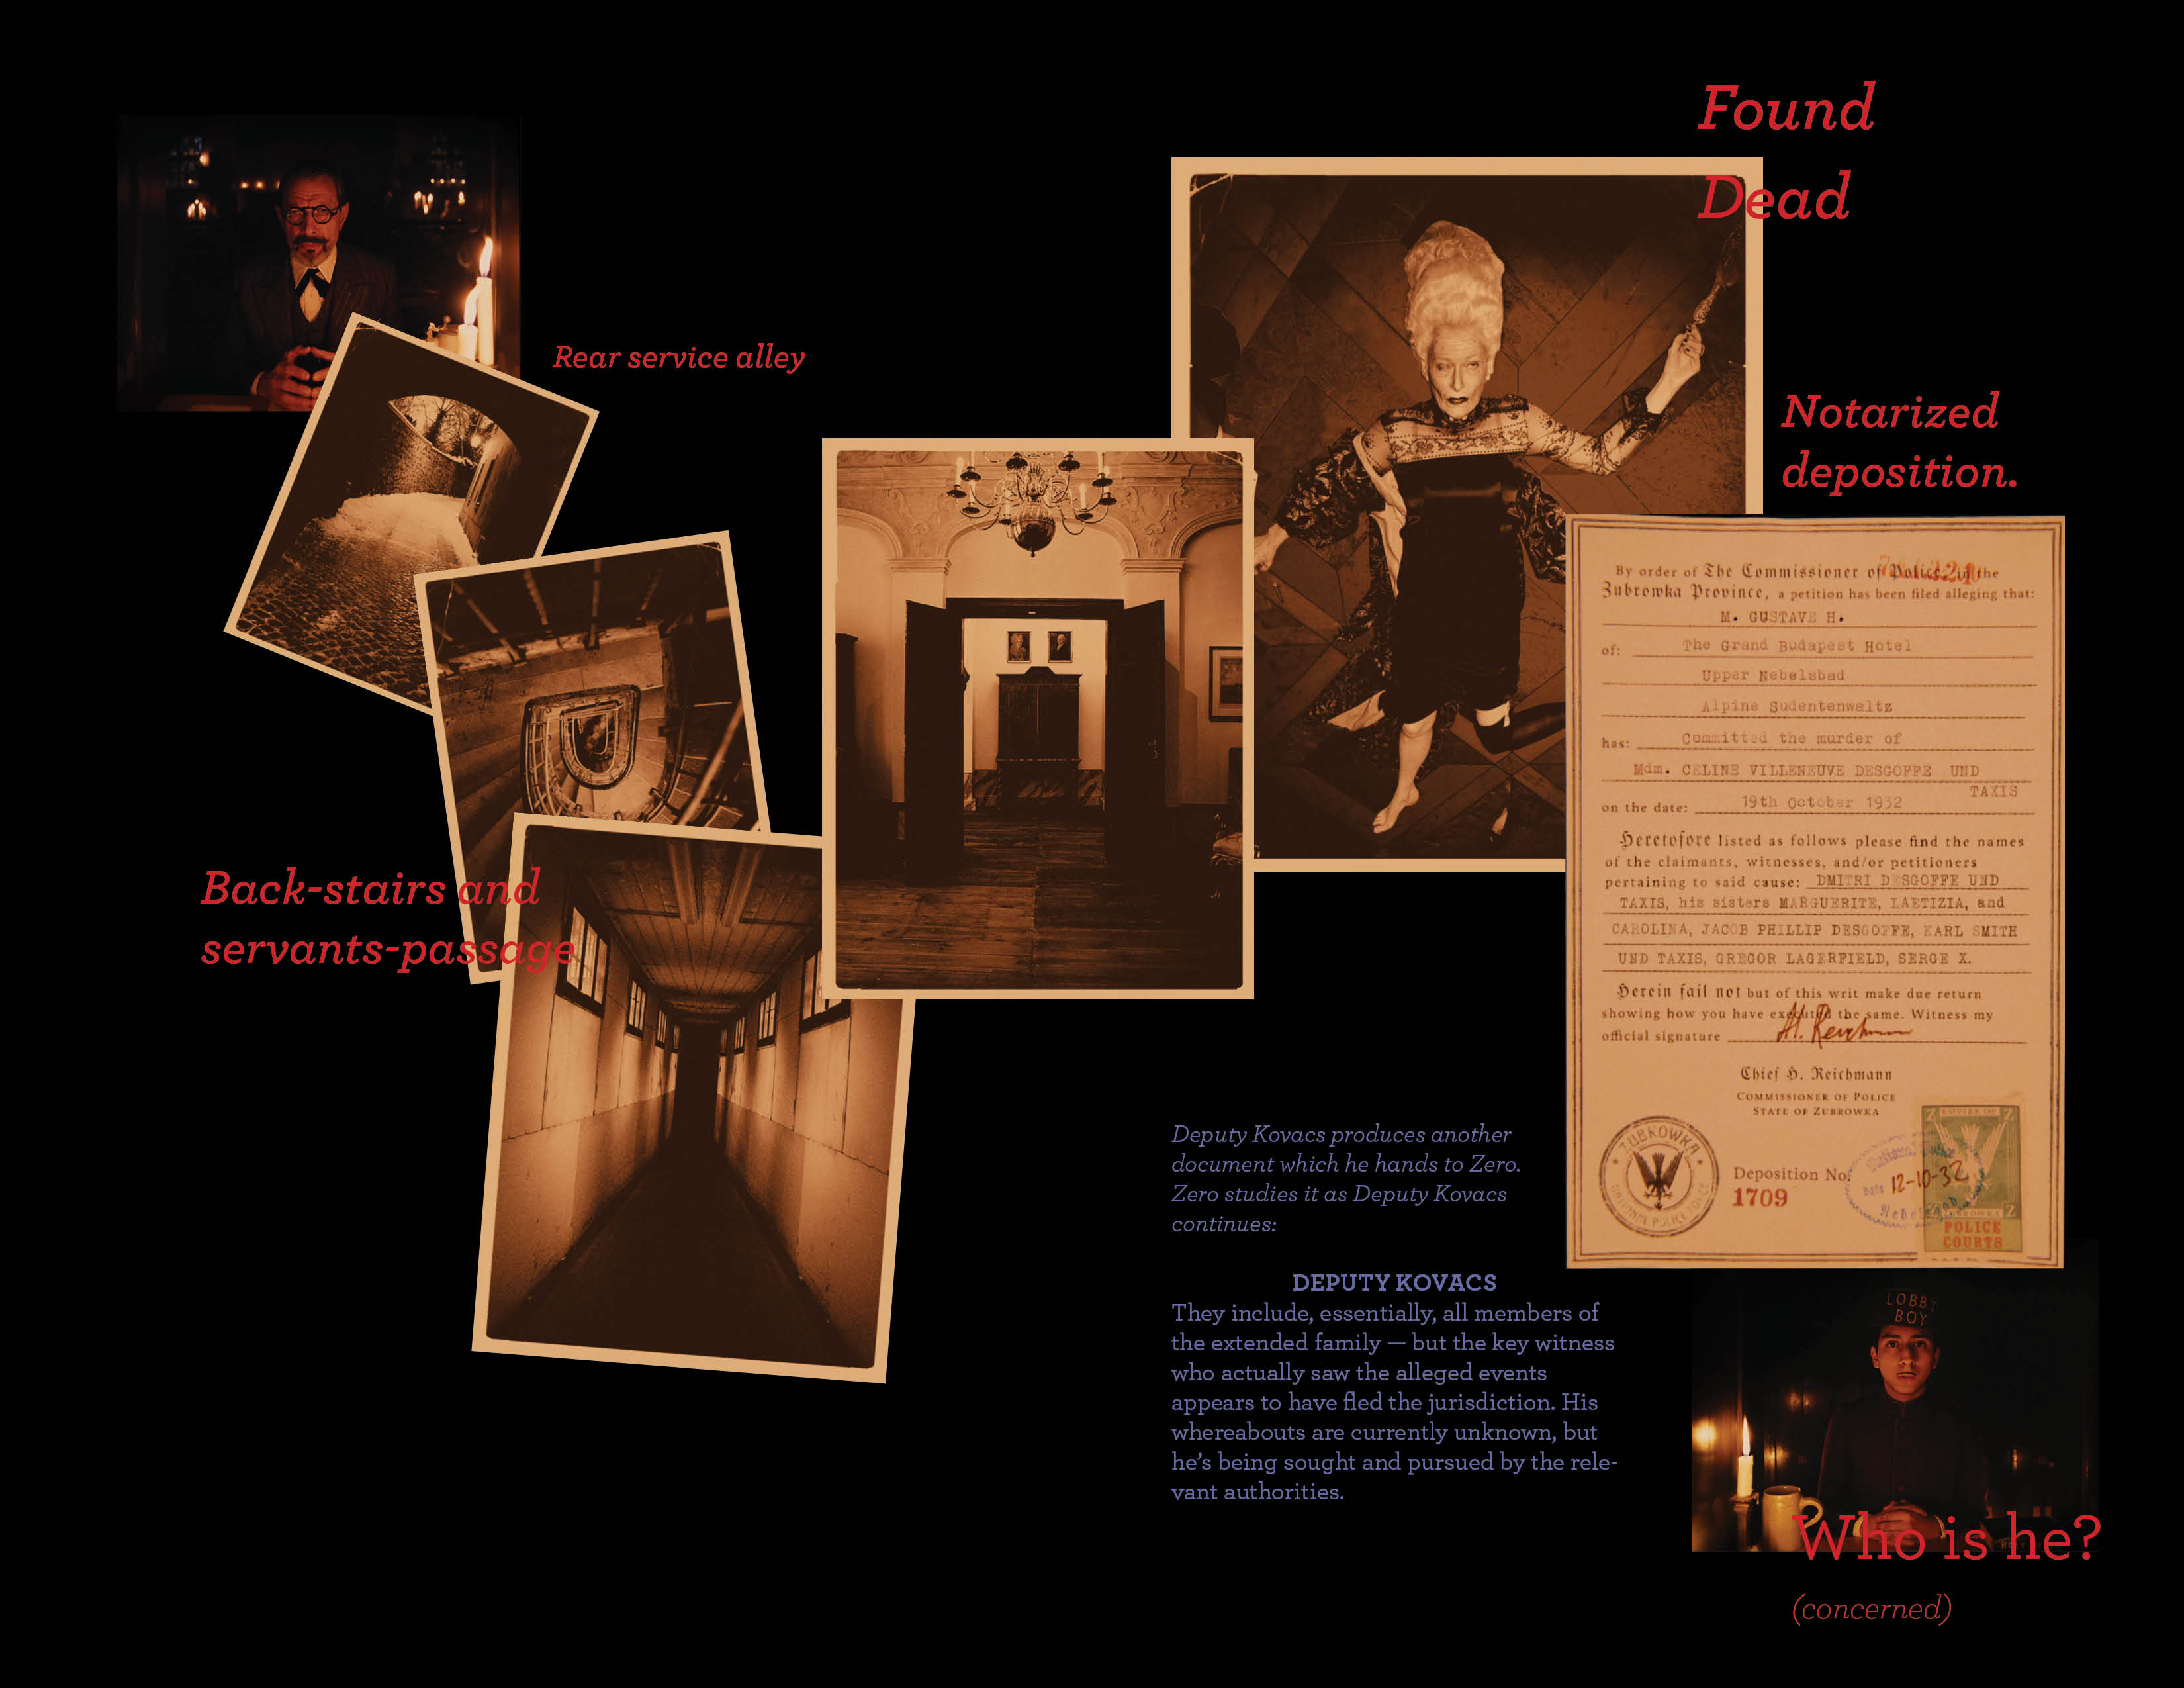 Found
Dead
Rear service alley
Notarized
deposition.
Back-stairs and
servants-passage
By order of The Commissioner of Police in the
Zubrowka Province, a petition has been filed alleging that:
M. GUSTAVE H.
of: The Grand Budapest Hotel
Upper Nebelsbad
Alpine Sudentenwaltz
has: Committed the murder of
Mdm. CELINE VILLENEUVE DESGOFFE UND
TAXIS
on the date: 19th October 1932
Heretofore listed as follows please find the names
of the claimants, witnesses, and/or petitioners
pertaining to said cause: DMITRI DESGOFFE UND
TAXIS, his sisters MARGUERITE, LAETIZIA, and
CAROLINA, JACOB PHILLIP DESGOFFE, KARL SMITH
UND TAXIS, GREGOR LAGERFIELD, SERGE X.
Herein fail not but of this writ make due return
showing how you have executed the same. Witness my
official signature H. Reichmann
Chief H. Reichmann
COMMISSIONER OF POLICE
STATE OF ZUBROWKA
ZUBROWKA
Deposition No.
1709
12-10-32
Z EMPIRE OF Z
Z ZUBROWKA Z
POLICE
COURTS
Deputy Kovacs produces another
document which he hands to Zero.
Zero studies it as Deputy Kovacs
continues:
DEPUTY KOVACS
They include, essentially, all members of
the extended family — but the key witness
who actually saw the alleged events
appears to have fled the jurisdiction. His
whereabouts are currently unknown, but
he’s being sought and pursued by the rele-
vant authorities.
LOBBY
BOY
Who is he?
(concerned)